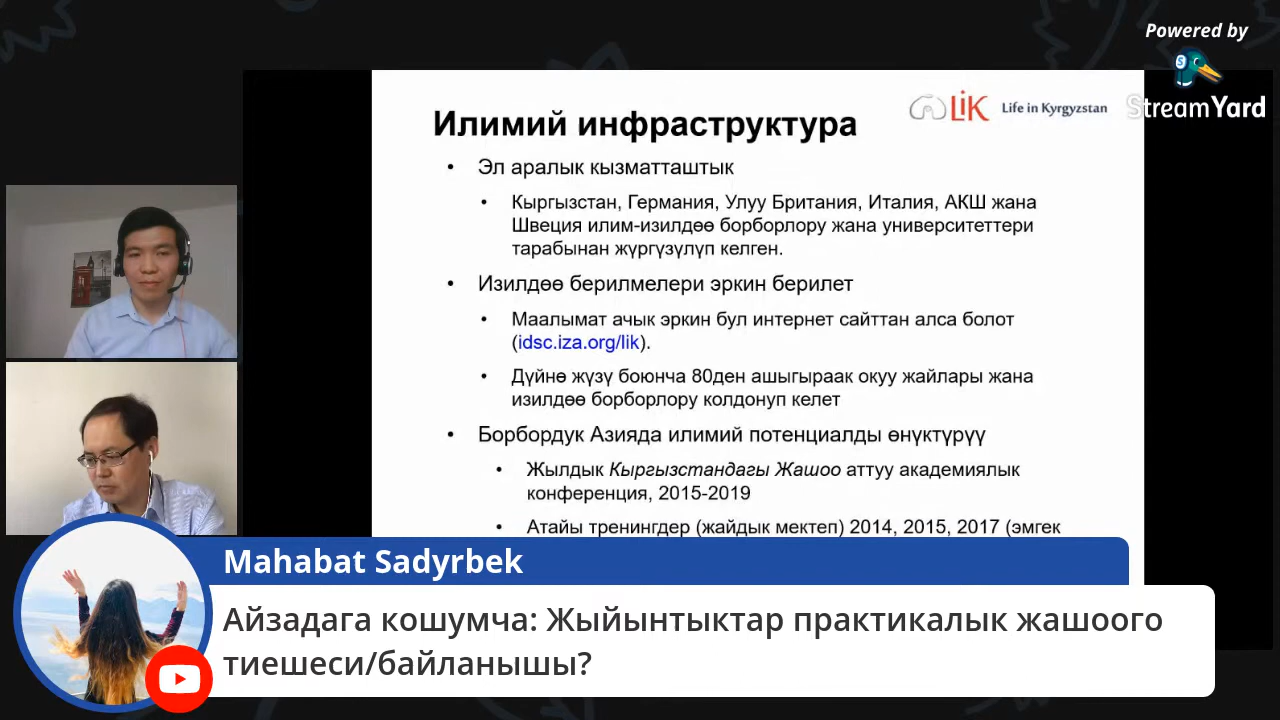 Powered by
StreamYard
LiK Life in Kyrgyzstan
Илимий инфраструктура
• Эл аралык кызматташтык
• Кыргызстан, Германия, Улуу Британия, Италия, АКШ жана
Швеция илим-изилдөө борборлору жана университеттери
тарабынан жүргүзүлүп келген.
• Изилдөө берилмелери эркин берилет
• Маалымат ачык эркин бул интернет сайттан алса болот
(idsc.iza.org/lik).
• Дүйнө жүзү боюнча 80ден ашыгыраак окуу жайлары жана
изилдөө борборлору колдонуп келет
• Борбордук Азияда илимий потенциалды өнүктүрүү
• Жылдык Кыргызстандагы Жашоо аттуу академиялык
конференция, 2015-2019
• Атайы тренингдер (жайдык мектеп) 2014, 2015, 2017 (эмгек
Mahabat Sadyrbek
Айзадага кошумча: Жыйынтыктар практикалык жашоого
тиешеси/байланышы?